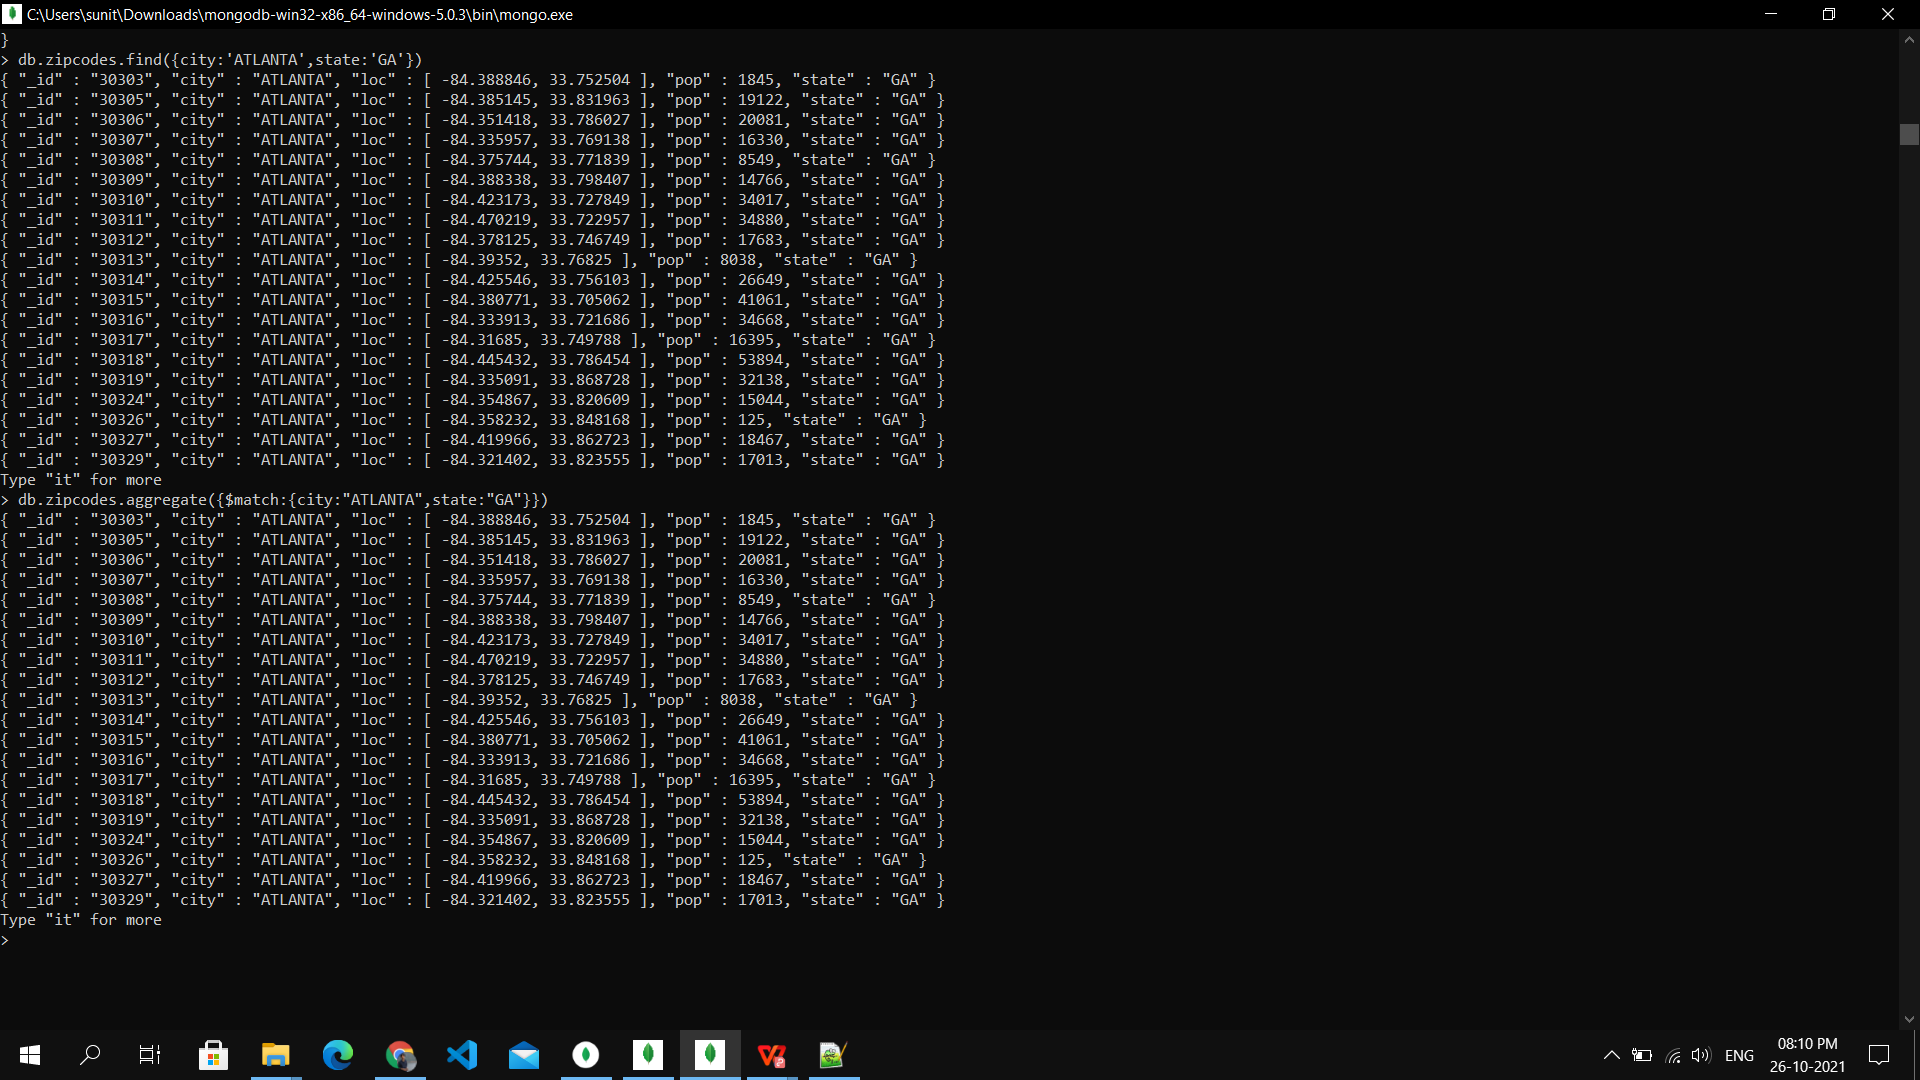 C:\Users\sunit\Downloads\mongodb-win32-x86_64-windows-5.0.3\bin\mongo.exe
}
> db.zipcodes.find({city:'ATLANTA',state:'GA'})
{ "_id" : "30303", "city" : "ATLANTA", "loc" : [ -84.388846, 33.752504 ], "pop" : 1845, "state" : "GA" }
{ "_id" : "30305", "city" : "ATLANTA", "loc" : [ -84.385145, 33.831963 ], "pop" : 19122, "state" : "GA" }
{ "_id" : "30306", "city" : "ATLANTA", "loc" : [ -84.351418, 33.786027 ], "pop" : 20081, "state" : "GA" }
{ "_id" : "30307", "city" : "ATLANTA", "loc" : [ -84.335957, 33.769138 ], "pop" : 16330, "state" : "GA" }
{ "_id" : "30308", "city" : "ATLANTA", "loc" : [ -84.375744, 33.771839 ], "pop" : 8549, "state" : "GA" }
{ "_id" : "30309", "city" : "ATLANTA", "loc" : [ -84.388338, 33.798407 ], "pop" : 14766, "state" : "GA" }
{ "_id" : "30310", "city" : "ATLANTA", "loc" : [ -84.423173, 33.727849 ], "pop" : 34017, "state" : "GA" }
{ "_id" : "30311", "city" : "ATLANTA", "loc" : [ -84.470219, 33.722957 ], "pop" : 34880, "state" : "GA" }
{ "_id" : "30312", "city" : "ATLANTA", "loc" : [ -84.378125, 33.746749 ], "pop" : 17683, "state" : "GA" }
{ "_id" : "30313", "city" : "ATLANTA", "loc" : [ -84.39352, 33.76825 ], "pop" : 8038, "state" : "GA" }
{ "_id" : "30314", "city" : "ATLANTA", "loc" : [ -84.425546, 33.756103 ], "pop" : 26649, "state" : "GA" }
{ "_id" : "30315", "city" : "ATLANTA", "loc" : [ -84.380771, 33.705062 ], "pop" : 41061, "state" : "GA" }
{ "_id" : "30316", "city" : "ATLANTA", "loc" : [ -84.333913, 33.721686 ], "pop" : 34668, "state" : "GA" }
{ "_id" : "30317", "city" : "ATLANTA", "loc" : [ -84.31685, 33.749788 ], "pop" : 16395, "state" : "GA" }
{ "_id" : "30318", "city" : "ATLANTA", "loc" : [ -84.445432, 33.786454 ], "pop" : 53894, "state" : "GA" }
{ "_id" : "30319", "city" : "ATLANTA", "loc" : [ -84.335091, 33.868728 ], "pop" : 32138, "state" : "GA" }
{ "_id" : "30324", "city" : "ATLANTA", "loc" : [ -84.354867, 33.820609 ], "pop" : 15044, "state" : "GA" }
{ "_id" : "30326", "city" : "ATLANTA", "loc" : [ -84.358232, 33.848168 ], "pop" : 125, "state" : "GA" }
{ "_id" : "30327", "city" : "ATLANTA", "loc" : [ -84.419966, 33.862723 ], "pop" : 18467, "state" : "GA" }
{ "_id" : "30329", "city" : "ATLANTA", "loc" : [ -84.321402, 33.823555 ], "pop" : 17013, "state" : "GA" }
Type "it" for more
> db.zipcodes.aggregate({$match:{city:"ATLANTA",state:"GA"}})
{ "_id" : "30303", "city" : "ATLANTA", "loc" : [ -84.388846, 33.752504 ], "pop" : 1845, "state" : "GA" }
{ "_id" : "30305", "city" : "ATLANTA", "loc" : [ -84.385145, 33.831963 ], "pop" : 19122, "state" : "GA" }
{ "_id" : "30306", "city" : "ATLANTA", "loc" : [ -84.351418, 33.786027 ], "pop" : 20081, "state" : "GA" }
{ "_id" : "30307", "city" : "ATLANTA", "loc" : [ -84.335957, 33.769138 ], "pop" : 16330, "state" : "GA" }
{ "_id" : "30308", "city" : "ATLANTA", "loc" : [ -84.375744, 33.771839 ], "pop" : 8549, "state" : "GA" }
{ "_id" : "30309", "city" : "ATLANTA", "loc" : [ -84.388338, 33.798407 ], "pop" : 14766, "state" : "GA" }
{ "_id" : "30310", "city" : "ATLANTA", "loc" : [ -84.423173, 33.727849 ], "pop" : 34017, "state" : "GA" }
{ "_id" : "30311", "city" : "ATLANTA", "loc" : [ -84.470219, 33.722957 ], "pop" : 34880, "state" : "GA" }
{ "_id" : "30312", "city" : "ATLANTA", "loc" : [ -84.378125, 33.746749 ], "pop" : 17683, "state" : "GA" }
{ "_id" : "30313", "city" : "ATLANTA", "loc" : [ -84.39352, 33.76825 ], "pop" : 8038, "state" : "GA" }
{ "_id" : "30314", "city" : "ATLANTA", "loc" : [ -84.425546, 33.756103 ], "pop" : 26649, "state" : "GA" }
{ "_id" : "30315", "city" : "ATLANTA", "loc" : [ -84.380771, 33.705062 ], "pop" : 41061, "state" : "GA" }
{ "_id" : "30316", "city" : "ATLANTA", "loc" : [ -84.333913, 33.721686 ], "pop" : 34668, "state" : "GA" }
{ "_id" : "30317", "city" : "ATLANTA", "loc" : [ -84.31685, 33.749788 ], "pop" : 16395, "state" : "GA" }
{ "_id" : "30318", "city" : "ATLANTA", "loc" : [ -84.445432, 33.786454 ], "pop" : 53894, "state" : "GA" }
{ "_id" : "30319", "city" : "ATLANTA", "loc" : [ -84.335091, 33.868728 ], "pop" : 32138, "state" : "GA" }
{ "_id" : "30324", "city" : "ATLANTA", "loc" : [ -84.354867, 33.820609 ], "pop" : 15044, "state" : "GA" }
{ "_id" : "30326", "city" : "ATLANTA", "loc" : [ -84.358232, 33.848168 ], "pop" : 125, "state" : "GA" }
{ "_id" : "30327", "city" : "ATLANTA", "loc" : [ -84.419966, 33.862723 ], "pop" : 18467, "state" : "GA" }
{ "_id" : "30329", "city" : "ATLANTA", "loc" : [ -84.321402, 33.823555 ], "pop" : 17013, "state" : "GA" }
Type "it" for more
>
ENG
08:10 PM
26-10-2021